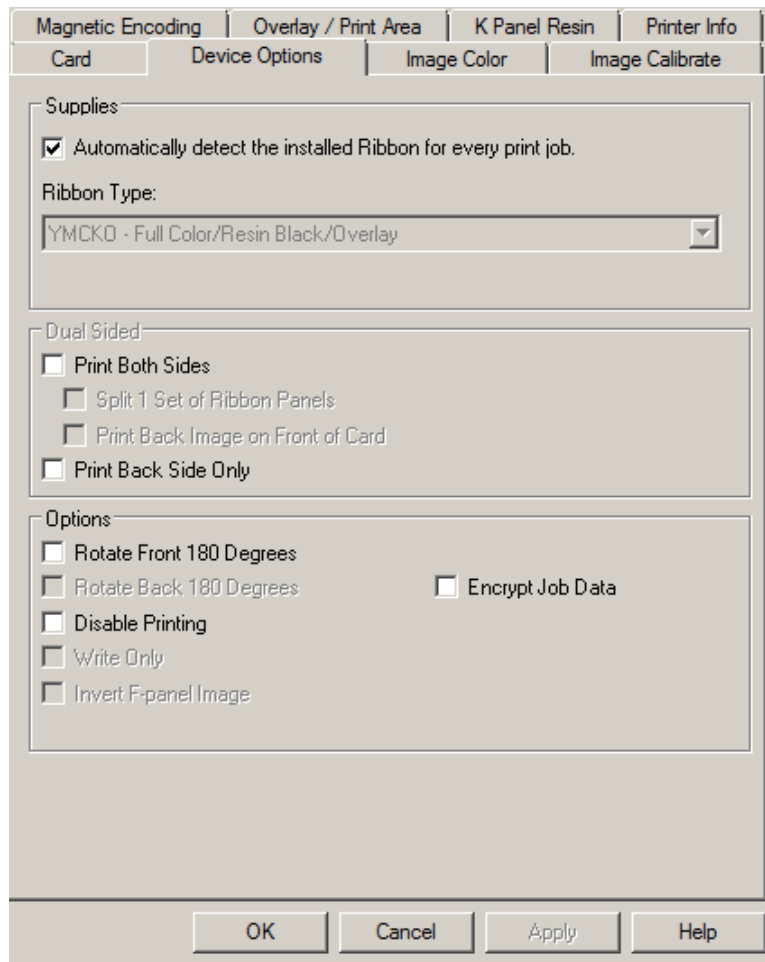 Magnetic Encoding Overlay / Print Area K Panel Resin Printer Info
Card Device Options Image Color Image Calibrate
Supplies
Automatically detect the installed Ribbon for every print job.
Ribbon Type:
YMCKO - Full Color/Resin Black/Overlay
Dual Sided
Print Both Sides
Split 1 Set of Ribbon Panels
Print Back Image on Front of Card
Print Back Side Only
Options
Rotate Front 180 Degrees
Rotate Back 180 Degrees Encrypt Job Data
Disable Printing
Write Only
Invert F-panel Image
OK Cancel Apply Help